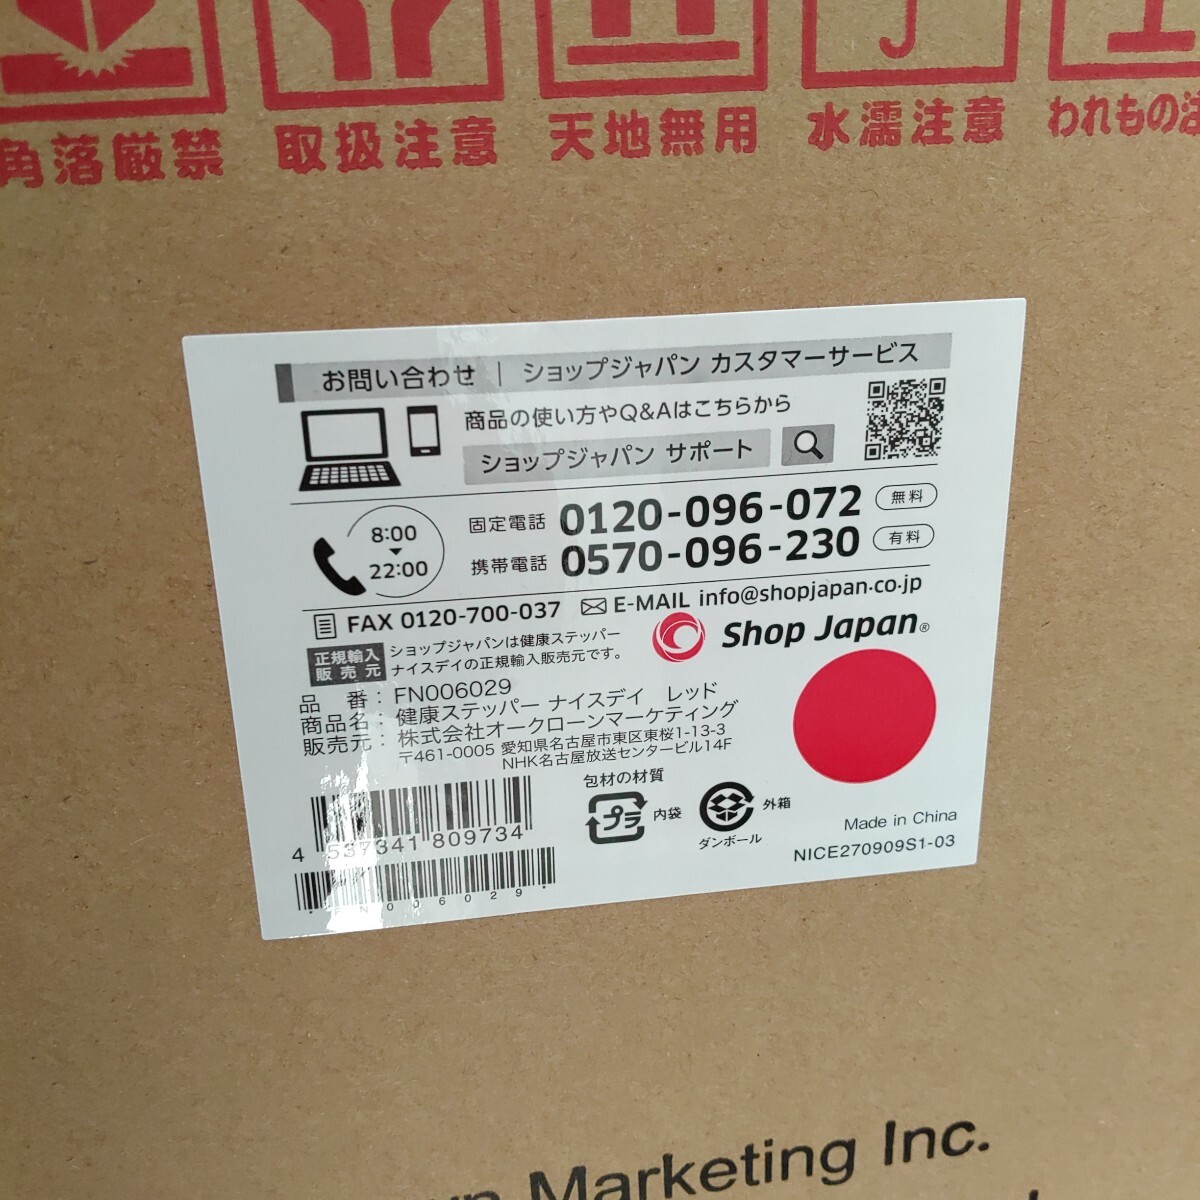 角落厳禁 取扱注意 天地無用 水濡注意 われもの注
お問い合わせ | ショップジャパン カスタマーサービス
商品の使い方やQ&Aはこちらから
ショップジャパン サポート
8:00
22:00
固定電話 0120-096-072 無料
携帯電話 0570-096-230 有料
FAX 0120-700-037 E-MAIL info@shopjapan.co.jp
正規輸入
販売元
ショップジャパンは健康ステッパー
ナイスデイの正規輸入販売元です。
Shop Japan®
品番: FN006029
商品名: 健康ステッパー ナイスデイ レッド
販売元: 株式会社オークローンマーケティング
〒461-0005 愛知県名古屋市東区東桜1-13-3
NHK名古屋放送センタービル14F
包材の材質
プラ 内袋
外箱
ダンボール
4 537341 809734
*FN006029*
Made in China
NICE270909S1-03
wn Marketing Inc.